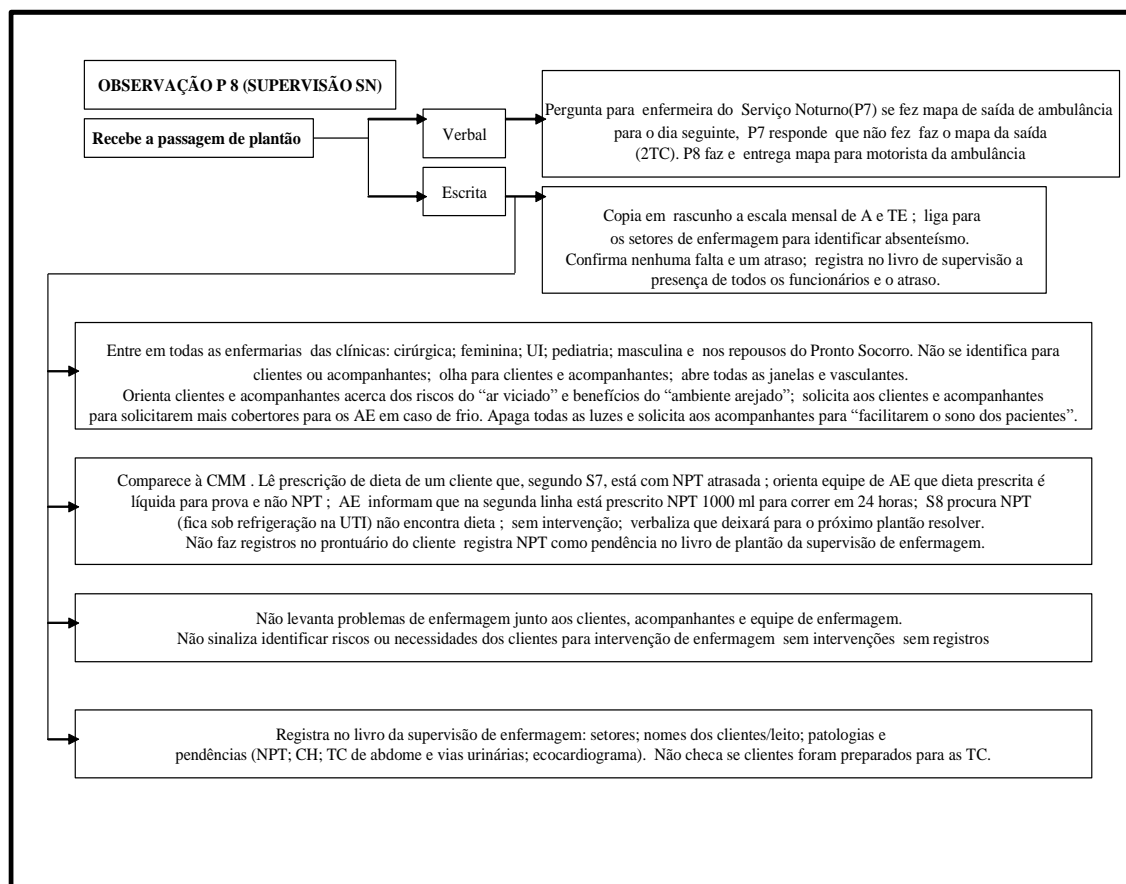 OBSERVAÇÃO P 8 (SUPERVISÃO SN)
Recebe a passagem de plantão
Verbal
Pergunta para enfermeira do Serviço Noturno(P7) se fez mapa de saída de ambulância
para o dia seguinte, P7 responde que não fez faz o mapa da saída
(2TC). P8 faz e entrega mapa para motorista da ambulância
Escrita
Copia em rascunho a escala mensal de A e TE ; liga para
os setores de enfermagem para identificar absenteísmo.
Confirma nenhuma falta e um atraso; registra no livro de supervisão a
presença de todos os funcionários e o atraso.
Entre em todas as enfermarias das clínicas: cirúrgica; feminina; UI; pediatria; masculina e nos repousos do Pronto Socorro. Não se identifica para
clientes ou acompanhantes; olha para clientes e acompanhantes; abre todas as janelas e vasculantes.
Orienta clientes e acompanhantes acerca dos riscos do “ar viciado” e benefícios do “ambiente arejado”; solicita aos clientes e acompanhantes
para solicitarem mais cobertores para os AE em caso de frio. Apaga todas as luzes e solicita aos acompanhantes para “facilitarem o sono dos pacientes”.
Comparece à CMM . Lê prescrição de dieta de um cliente que, segundo S7, está com NPT atrasada ; orienta equipe de AE que dieta prescrita é
líquida para prova e não NPT ; AE informam que na segunda linha está prescrito NPT 1000 ml para correr em 24 horas; S8 procura NPT
(fica sob refrigeração na UTI) não encontra dieta ; sem intervenção; verbaliza que deixará para o próximo plantão resolver.
Não faz registros no prontuário do cliente registra NPT como pendência no livro de plantão da supervisão de enfermagem.
Não levanta problemas de enfermagem junto aos clientes, acompanhantes e equipe de enfermagem.
Não sinaliza identificar riscos ou necessidades dos clientes para intervenção de enfermagem sem intervenções sem registros
Registra no livro da supervisão de enfermagem: setores; nomes dos clientes/leito; patologias e
pendências (NPT; CH; TC de abdome e vias urinárias; ecocardiograma). Não checa se clientes foram preparados para as TC.